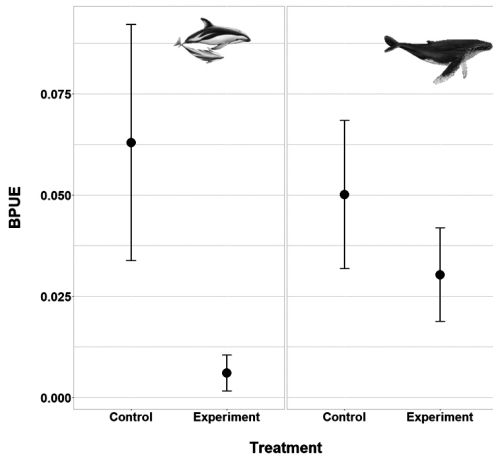 BPUE
0.075
0.050
0.025
0.000
Control Experiment Control Experiment
Treatment